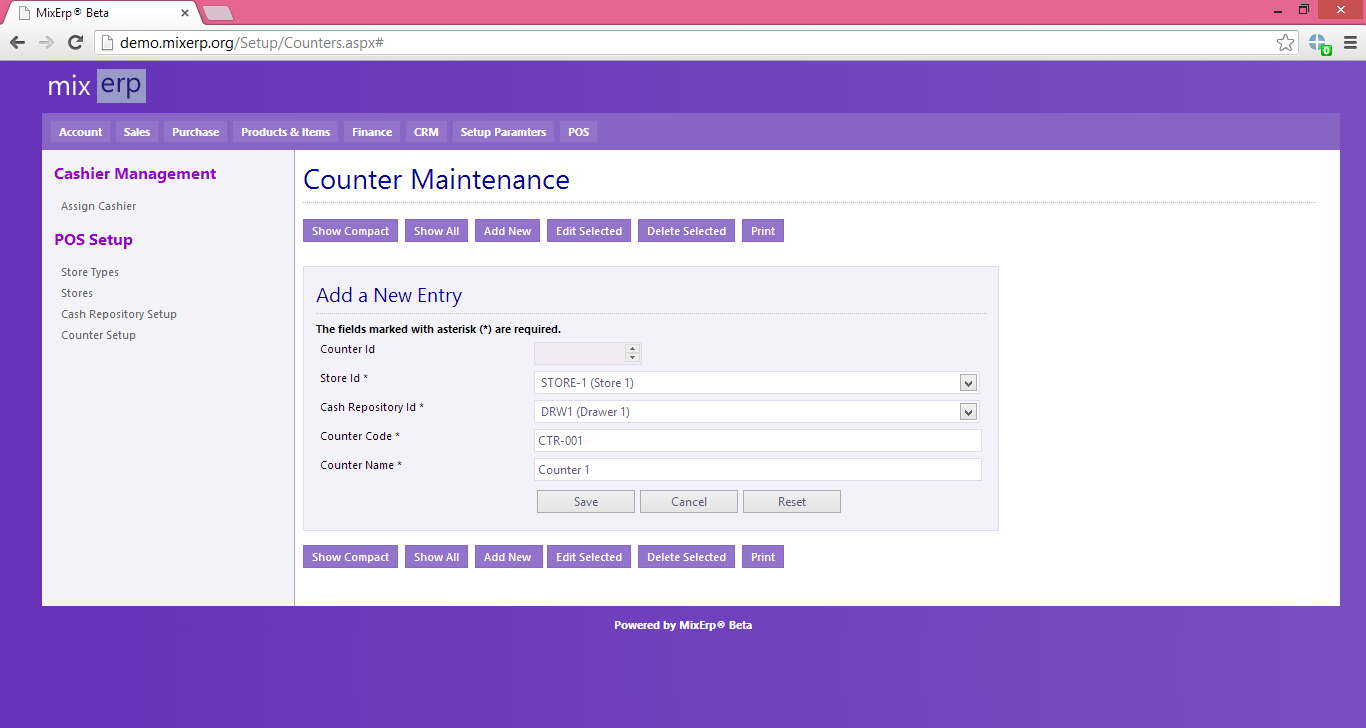 MixErp® Beta
demo.mixerp.org/Setup/Counters.aspx#
0
mix erp
Account Sales Purchase Products & Items Finance CRM Setup Paramters POS
Cashier Management
Assign Cashier
POS Setup
Store Types
Stores
Cash Repository Setup
Counter Setup
Counter Maintenance
Show Compact Show All Add New Edit Selected Delete Selected Print
Add a New Entry
The fields marked with asterisk (*) are required.
Counter Id
Store Id * STORE-1 (Store 1)
Cash Repository Id * DRW1 (Drawer 1)
Counter Code * CTR-001
Counter Name * Counter 1
Save Cancel Reset
Show Compact Show All Add New Edit Selected Delete Selected Print
Powered by MixErp® Beta